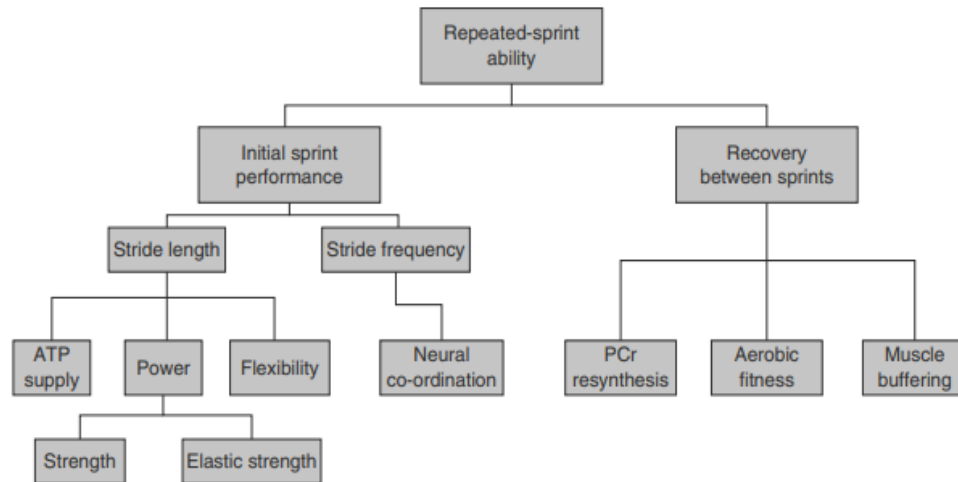 Repeated-sprint
ability
Initial sprint
performance
Recovery
between sprints
Stride length
Stride frequency
ATP
supply
Power
Flexibility
Neural
co-ordination
PCr
resynthesis
Aerobic
fitness
Muscle
buffering
Strength
Elastic strength